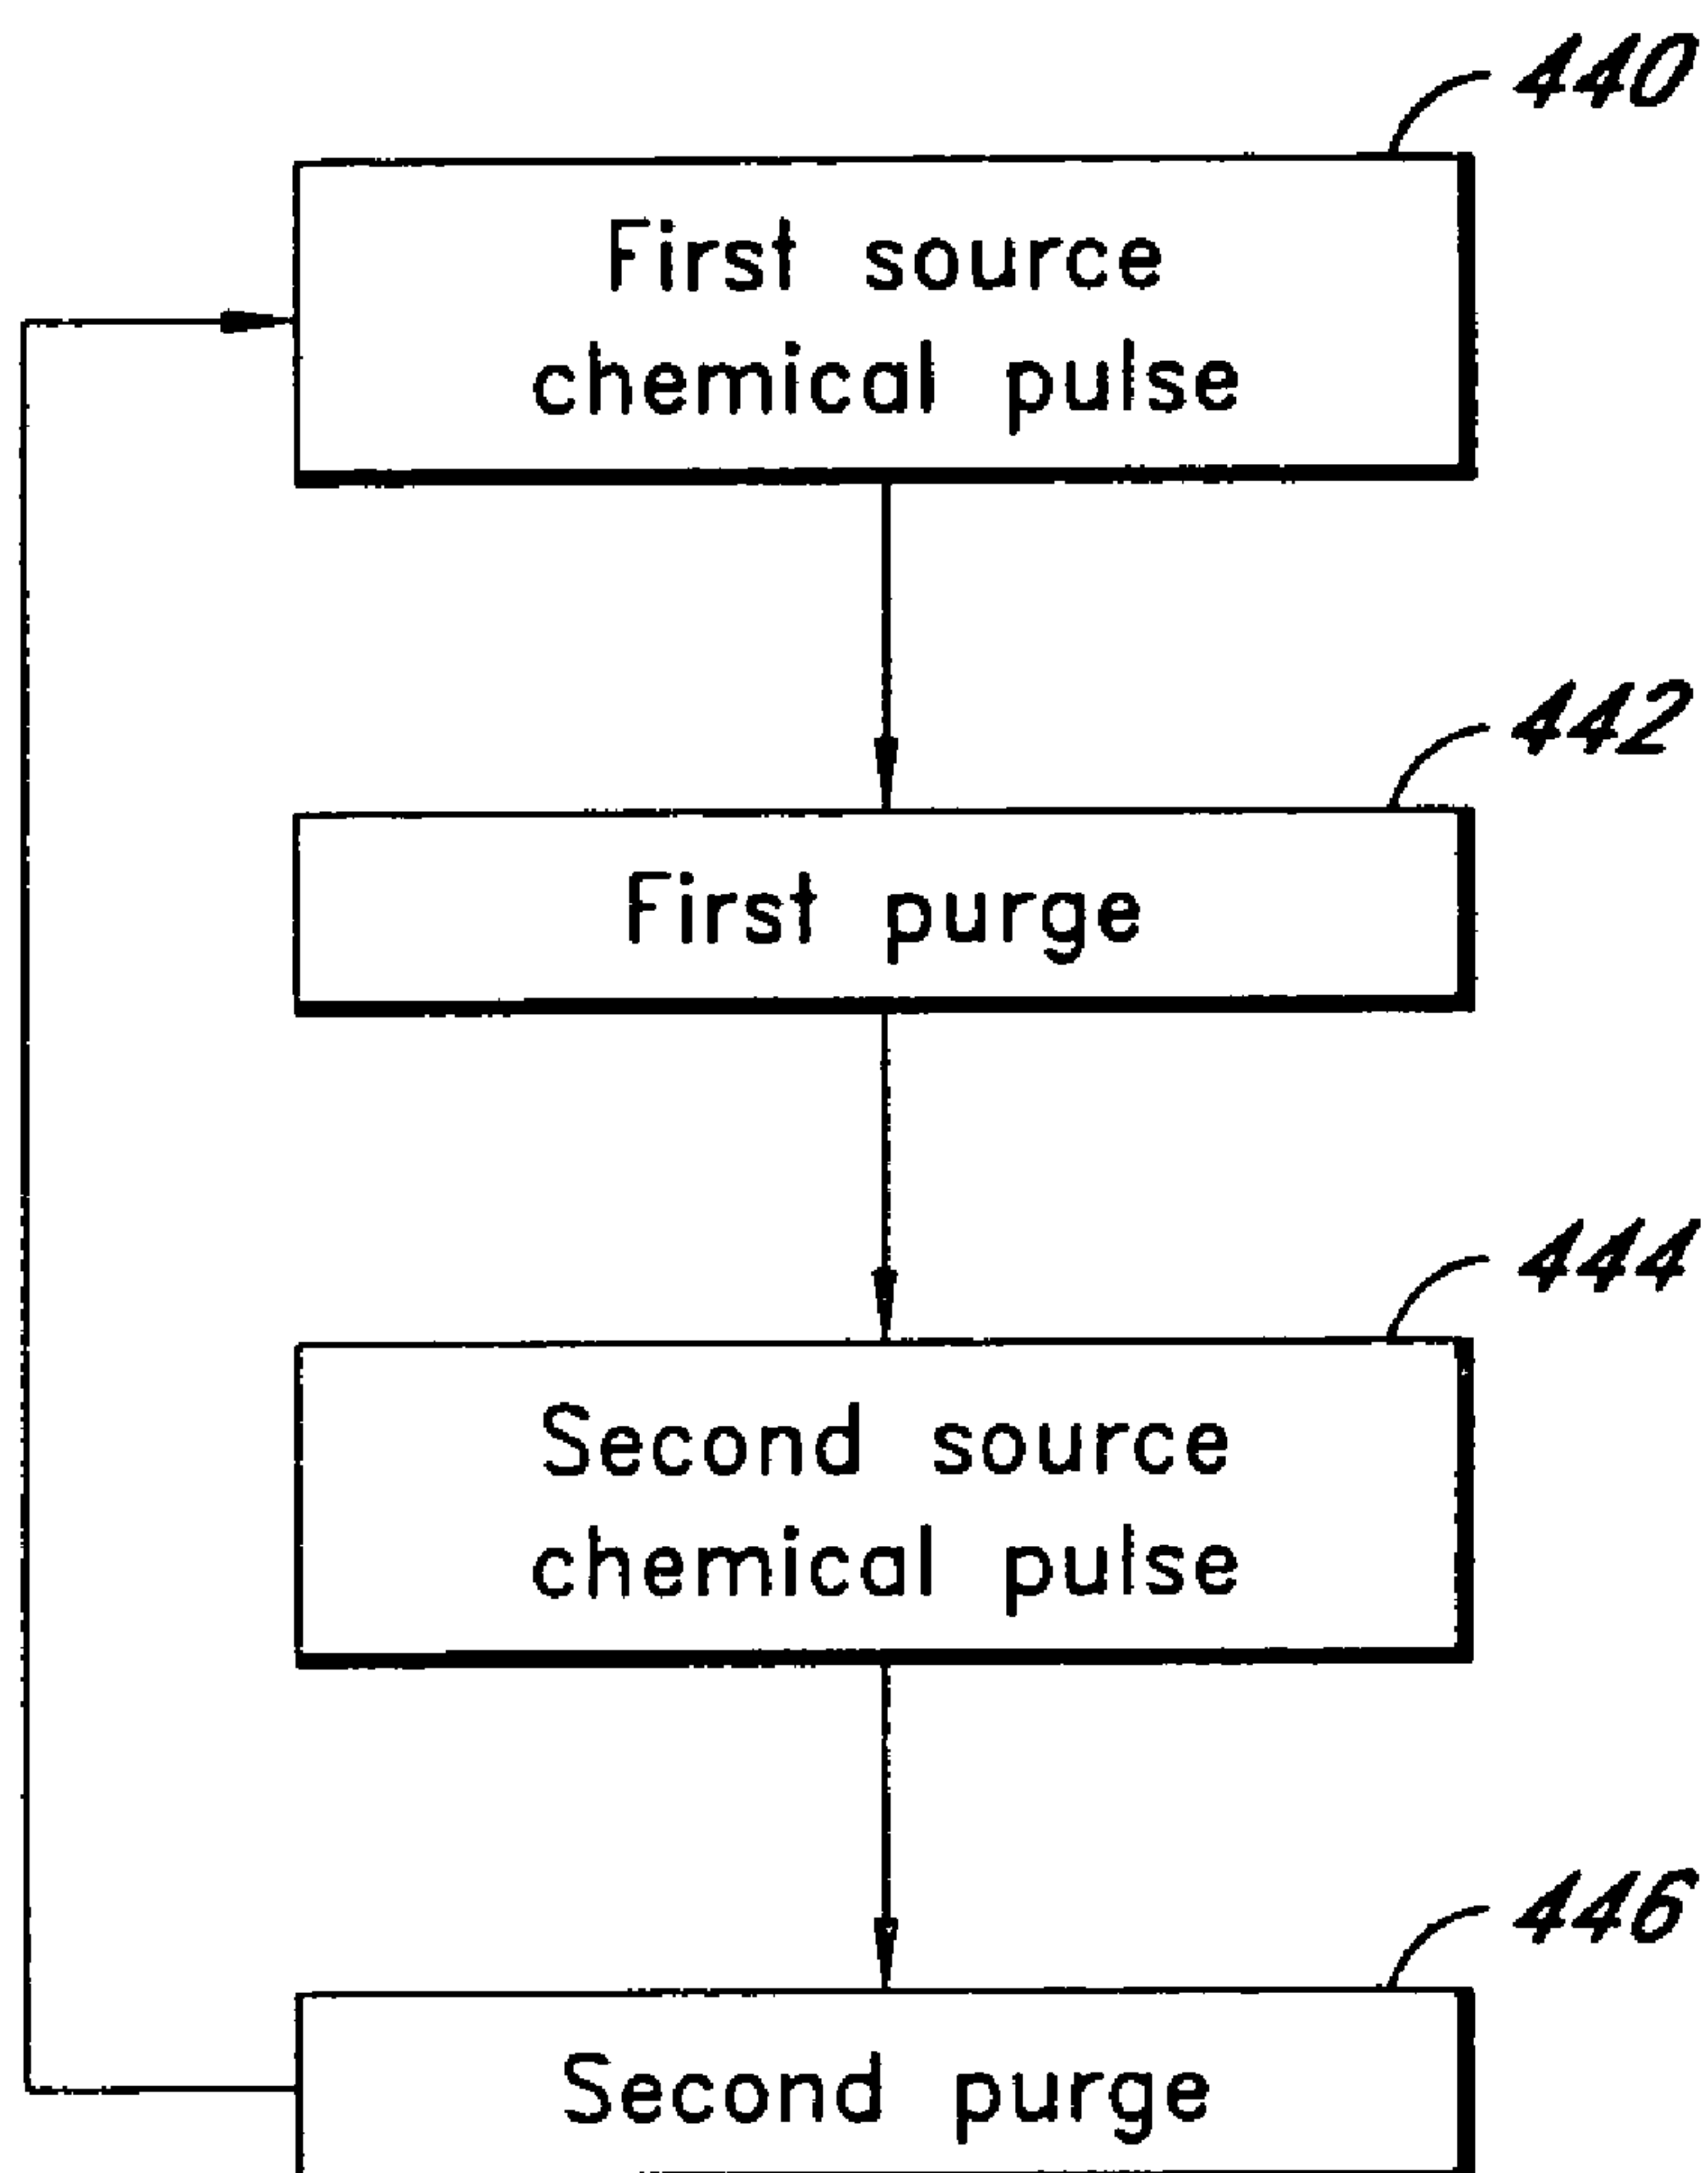 440
First source
chemical pulse
442
First purge
444
Second source
chemical pulse
446
Second purge